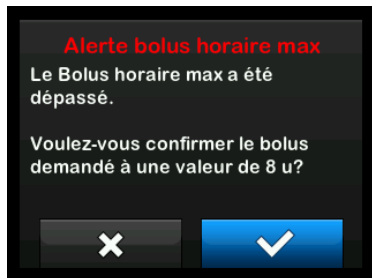 Alerte bolus horaire max
Le Bolus horaire max a été
dépassé.
Voulez-vous confirmer le bolus
demandé à une valeur de 8 u?